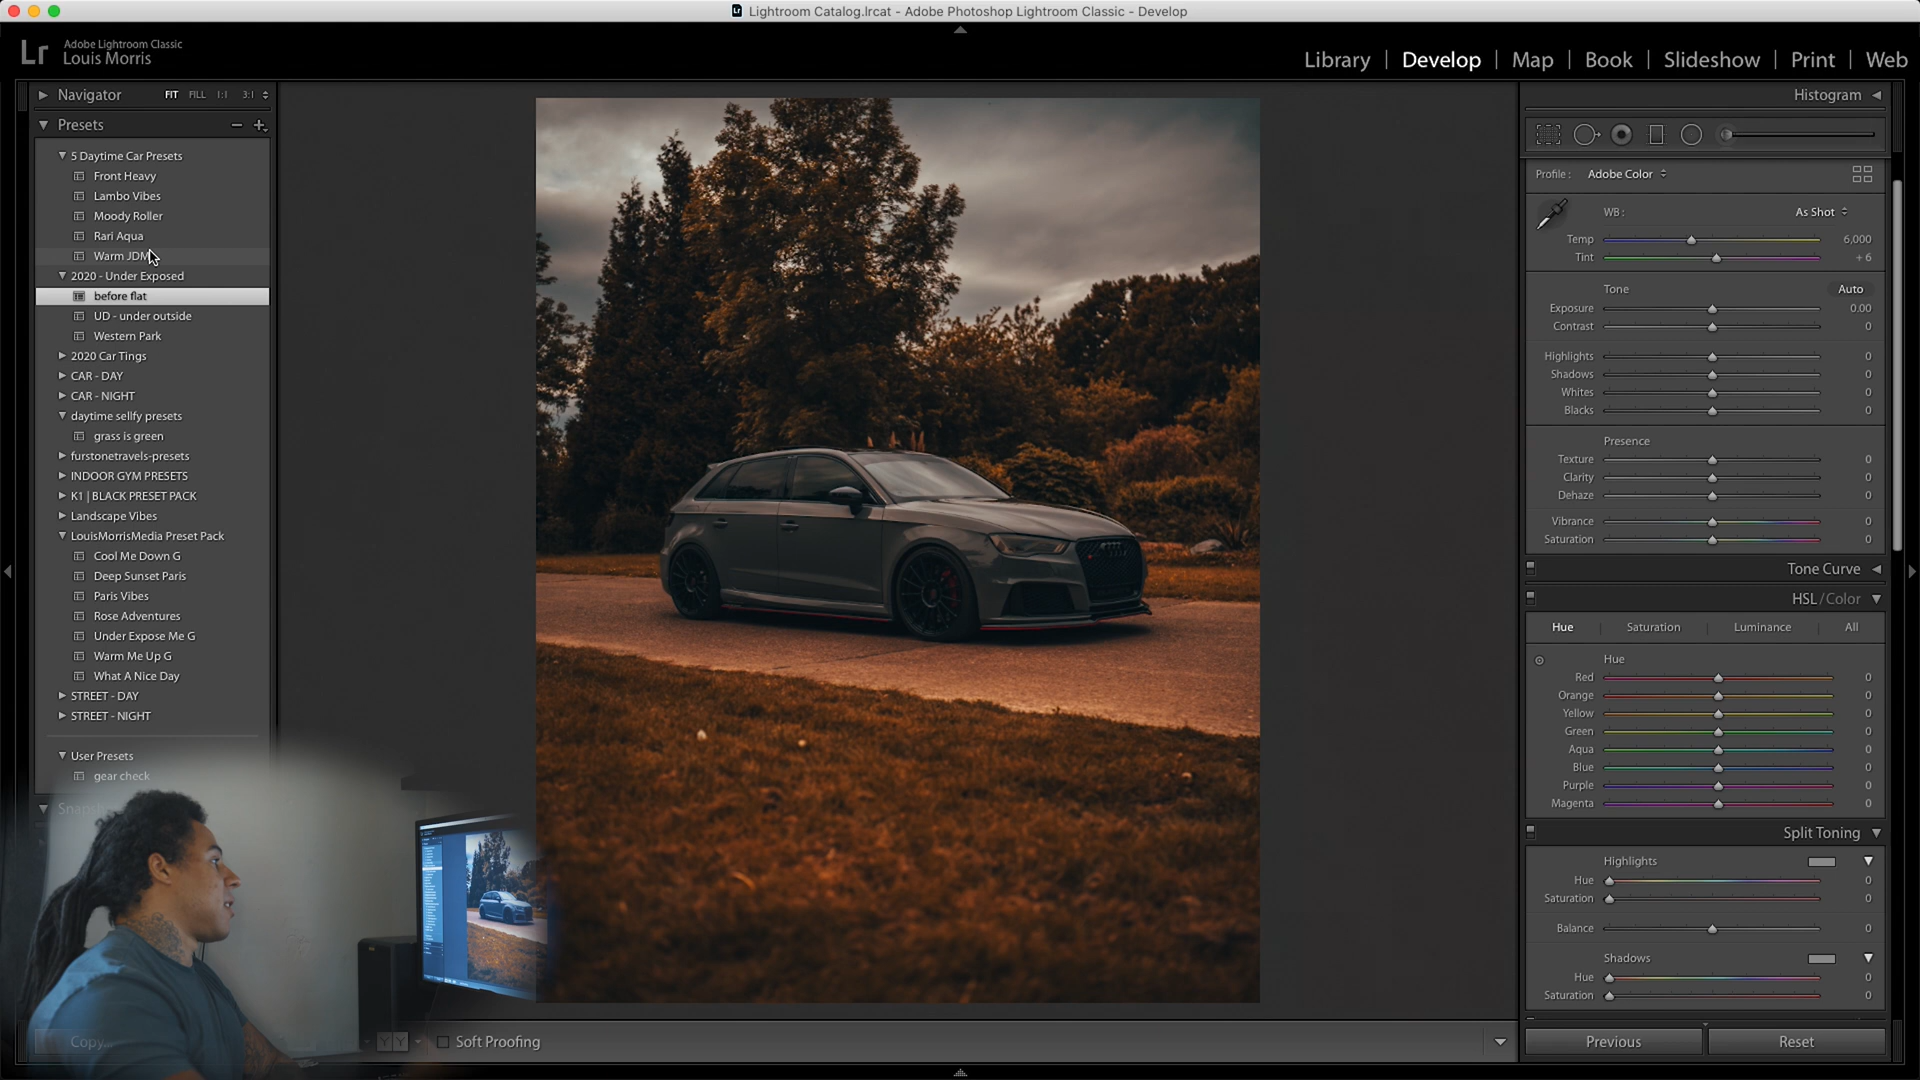 Lightroom Catalog.lrcat - Adobe Photoshop Lightroom Classic - Develop
Lr
Adobe Lightroom Classic
Louis Morris
Library | Develop | Map | Book | Slideshow | Print | Web
Navigator FIT FILL 1:1 3:1
Presets
5 Daytime Car Presets
Front Heavy
Lambo Vibes
Moody Roller
Rari Aqua
Warm JDM
2020 - Under Exposed
before flat
UD - under outside
Western Park
2020 Car Tings
CAR - DAY
CAR - NIGHT
daytime sellfy presets
grass is green
furstonetravels-presets
INDOOR GYM PRESETS
K1 | BLACK PRESET PACK
Landscape Vibes
LouisMorrisMedia Preset Pack
Cool Me Down G
Deep Sunset Paris
Paris Vibes
Rose Adventures
Under Expose Me G
Warm Me Up G
What A Nice Day
STREET - DAY
STREET - NIGHT
User Presets
gear check
Copy...
YY
Soft Proofing
Histogram
Profile : Adobe Color
WB : As Shot
Temp 6,000
Tint + 6
Tone Auto
Exposure 0.00
Contrast 0
Highlights 0
Shadows 0
Whites 0
Blacks 0
Presence
Texture 0
Clarity 0
Dehaze 0
Vibrance 0
Saturation 0
Tone Curve
HSL / Color
Hue | Saturation | Luminance | All
Hue
Red 0
Orange 0
Yellow 0
Green 0
Aqua 0
Blue 0
Purple 0
Magenta 0
Split Toning
Highlights
Hue 0
Saturation 0
Balance 0
Shadows
Hue 0
Saturation 0
Previous Reset